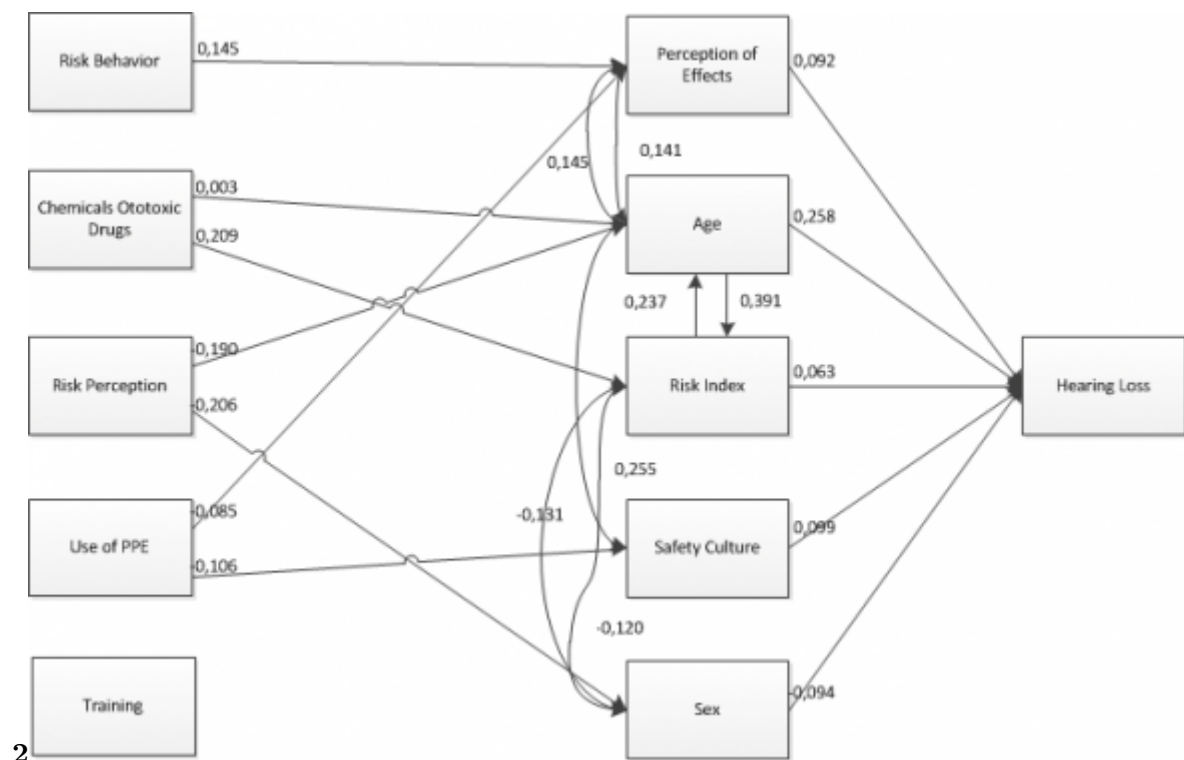 Risk Behavior
0,145
Perception of
Effects
0,092
0,145
0,141
Chemicals Ototoxic
Drugs
0,003
0,209
Age
0,258
0,237
0,391
Risk Perception
-0,190
-0,206
Risk Index
0,063
Hearing Loss
0,255
-0,131
Use of PPE
-0,085
-0,106
Safety Culture
0,099
-0,120
Training
Sex
-0,094
2